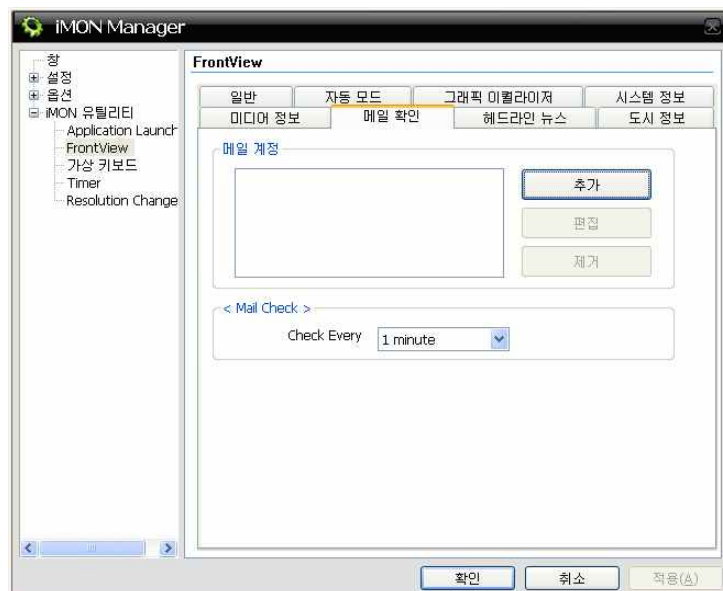 iMON Manager
창
설정
옵션
iMON 유틸리티
Application Launch
FrontView
가상 키보드
Timer
Resolution Change
FrontView
일반
자동 모드
그래픽 이퀄라이저
시스템 정보
미디어 정보
메일 확인
헤드라인 뉴스
도시 정보
메일 계정
추가
편집
제거
< Mail Check >
Check Every
1 minute
확인
취소
적용(A)